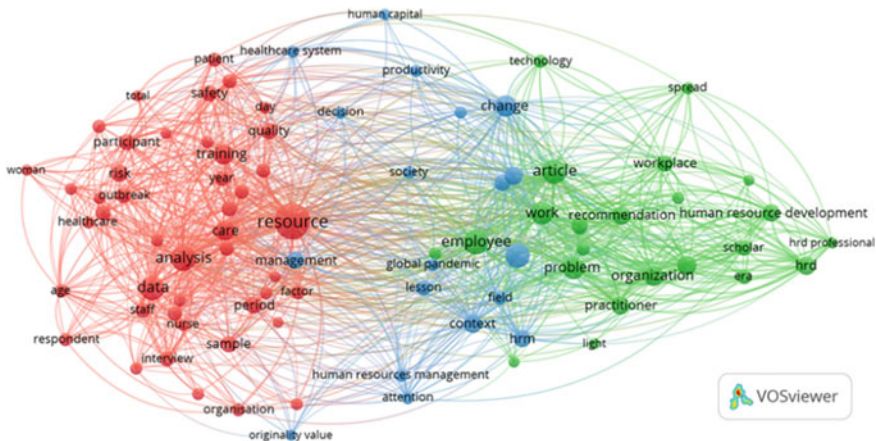 human capital
healthcare system
patient
technology
productivity
spread
safety
total
day
change
decision
quality
participant
training
article
workplace
woman
risk
year
society
outbreak
healthcare
resource
work
recommendation
human resource development
care
employee
hrd professional
scholar
analysis
management
global pandemic
problem
organization
hrd
era
age
data
factor
lesson
staff
period
field
practitioner
nurse
context
respondent
sample
hrm
light
interview
human resources management
attention
organisation
originality value
VOSviewer